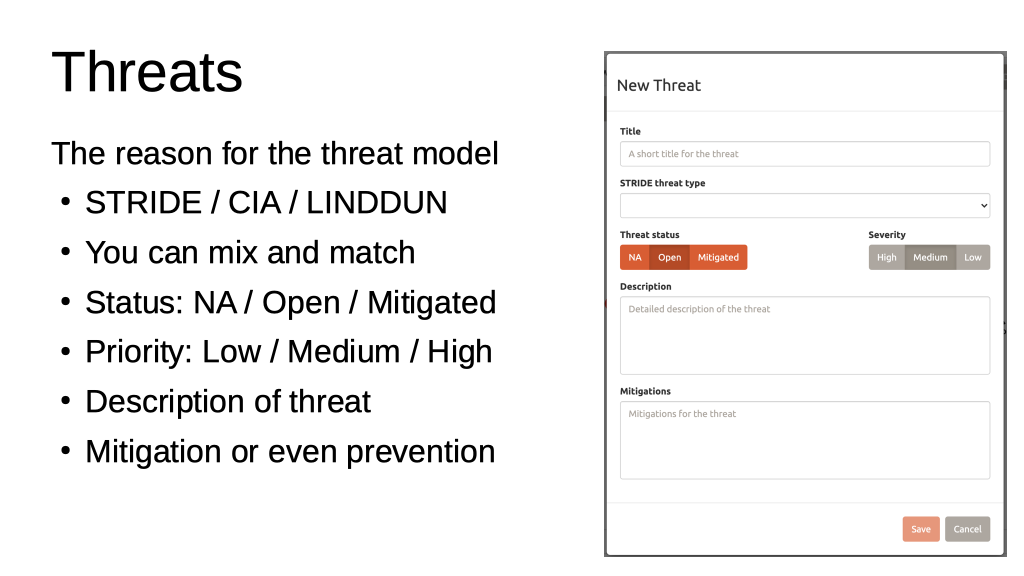 Threats
The reason for the threat model
• STRIDE / CIA / LINDDUN
• You can mix and match
• Status: NA / Open / Mitigated
• Priority: Low / Medium / High
• Description of threat
• Mitigation or even prevention
New Threat
Title
A short title for the threat
STRIDE threat type
Threat status Severity
NA Open Mitigated High Medium Low
Description
Detailed description of the threat
Mitigations
Mitigations for the threat
Save Cancel